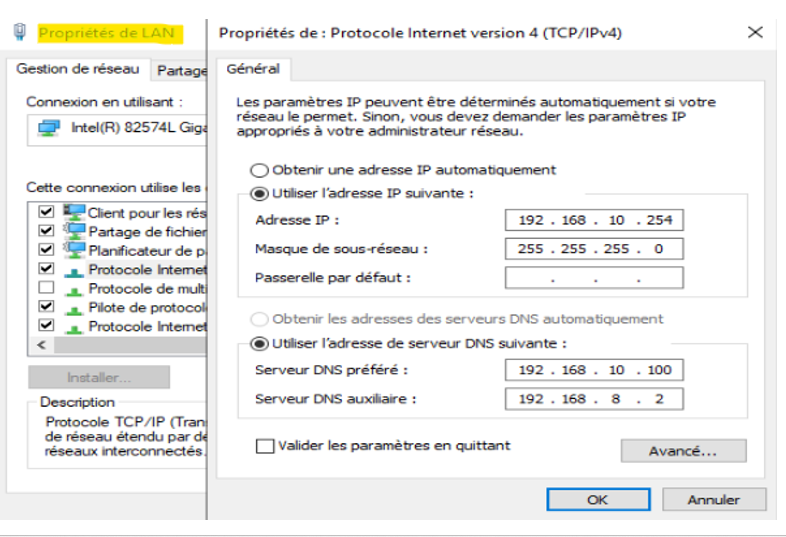 Propriétés de LAN
Gestion de réseau
Partage
Connexion en utilisant :
Intel(R) 82574L Giga
Cette connexion utilise les
Client pour les rés
Partage de fichier
Planificateur de p
Protocole Internet
Protocole de multi
Pilote de protocol
Protocole Internet
Installer...
Description
Protocole TCP/IP (Tran
de réseau étendu par dé
réseaux interconnectés.
Propriétés de : Protocole Internet version 4 (TCP/IPv4)
Général
Les paramètres IP peuvent être déterminés automatiquement si votre
réseau le permet. Sinon, vous devez demander les paramètres IP
appropriés à votre administrateur réseau.
Obtenir une adresse IP automatiquement
Utiliser l'adresse IP suivante :
Adresse IP : 192 . 168 . 10 . 254
Masque de sous-réseau : 255 . 255 . 255 . 0
Passerelle par défaut : . . .
Obtenir les adresses des serveurs DNS automatiquement
Utiliser l'adresse de serveur DNS suivante :
Serveur DNS préféré : 192 . 168 . 10 . 100
Serveur DNS auxiliaire : 192 . 168 . 8 . 2
Valider les paramètres en quittant
Avancé...
OK
Annuler